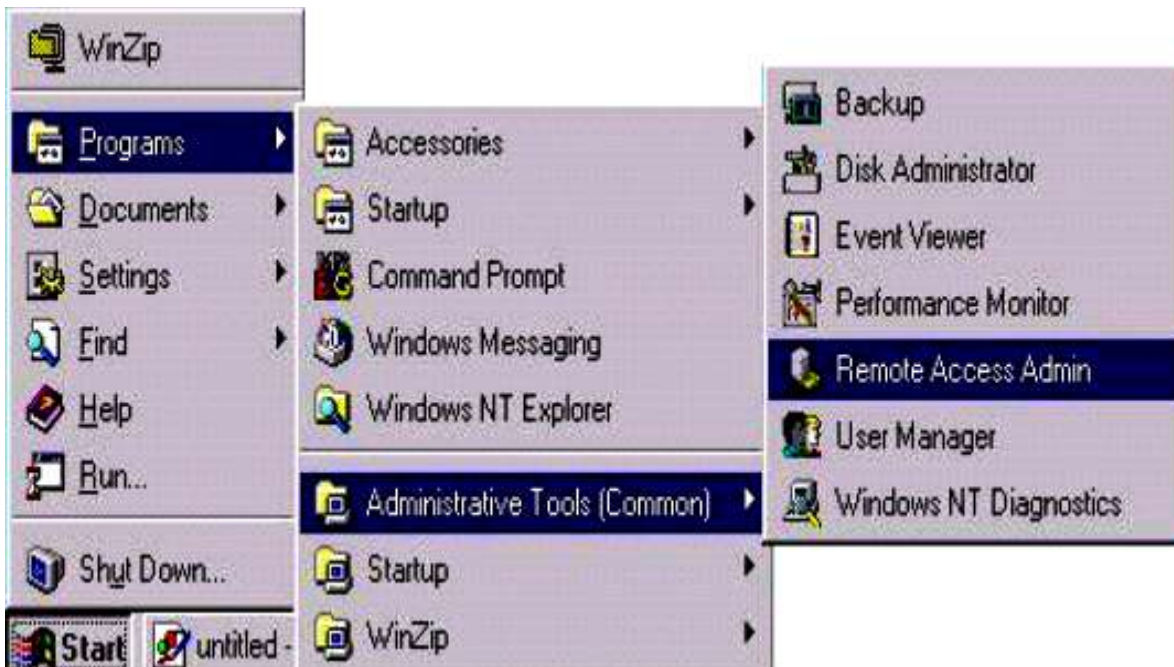 WinZip
Programs
Documents
Settings
Find
Help
Run...
Shut Down...
Start
untitled -
Accessories
Startup
Command Prompt
Windows Messaging
Windows NT Explorer
Administrative Tools (Common)
Startup
WinZip
Backup
Disk Administrator
Event Viewer
Performance Monitor
Remote Access Admin
User Manager
Windows NT Diagnostics